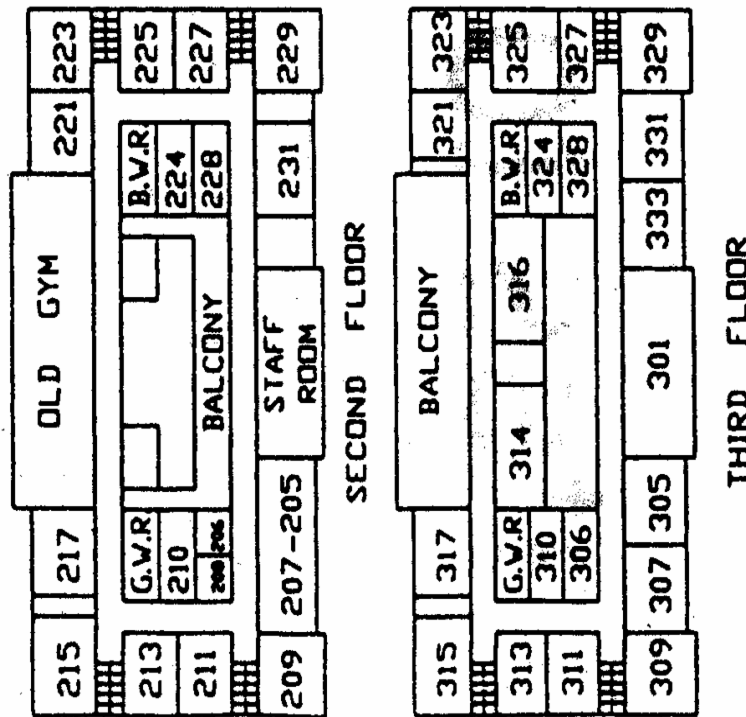 215 217 OLD GYM 221 223
213 G.W.R B.W.R. 225
210 224
211 208 206 BALCONY 228 227
209 207-205 STAFF ROOM 231 229
SECOND FLOOR
315 317 BALCONY 321 323
313 G.W.R B.W.R. 325
310 314 316 324
311 306 328 327
309 307 305 301 333 331 329
THIRD FLOOR